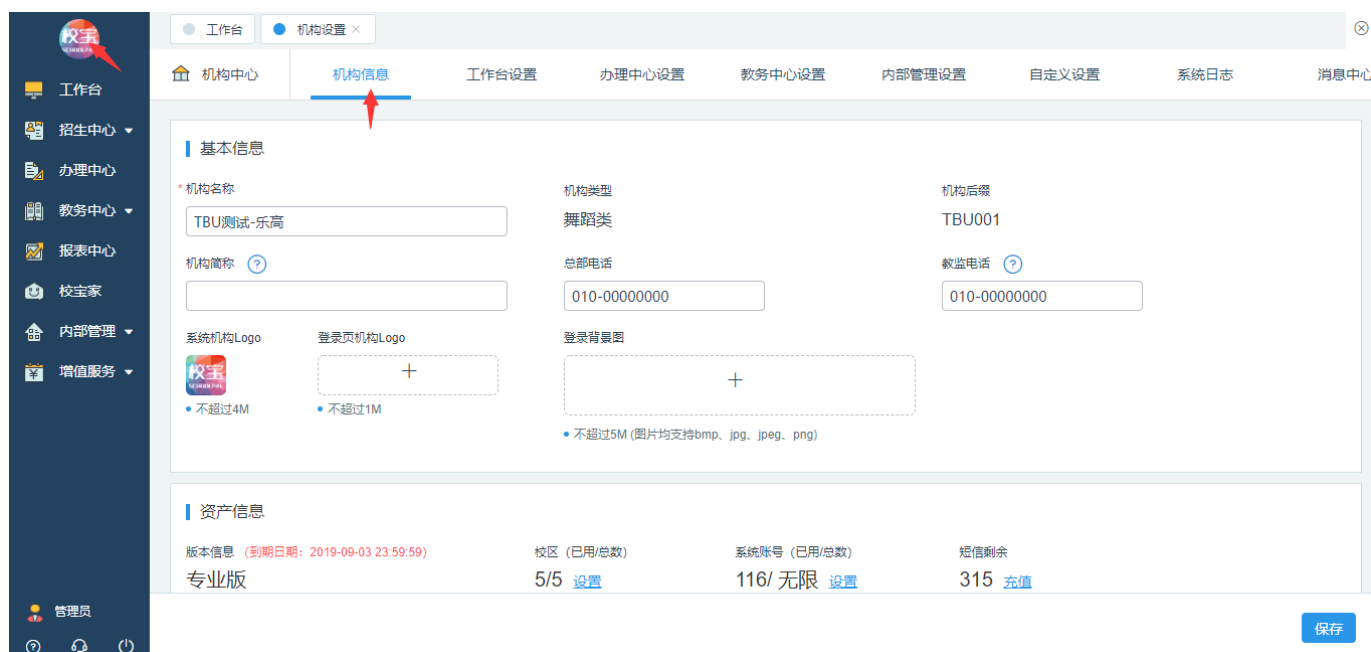 校宝
SCHOOLPAL
工作台
机构设置 ×
机构中心
机构信息
工作台设置
办理中心设置
教务中心设置
内部管理设置
自定义设置
系统日志
消息中心
工作台
招生中心
办理中心
教务中心
报表中心
校宝家
内部管理
增值服务
管理员
基本信息
* 机构名称
机构类型
机构后缀
TBU测试-乐高
舞蹈类
TBU001
机构简称 ?
总部电话
教监电话 ?
010-00000000
010-00000000
系统机构Logo
登录页机构Logo
登录背景图
校宝
SCHOOLPAL
+
+
• 不超过4M
• 不超过1M
• 不超过5M (图片均支持bmp、jpg、jpeg、png)
资产信息
版本信息 (到期日期：2019-09-03 23:59:59)
校区（已用/总数）
系统账号（已用/总数）
短信剩余
专业版
5/5 设置
116/ 无限 设置
315 充值
保存